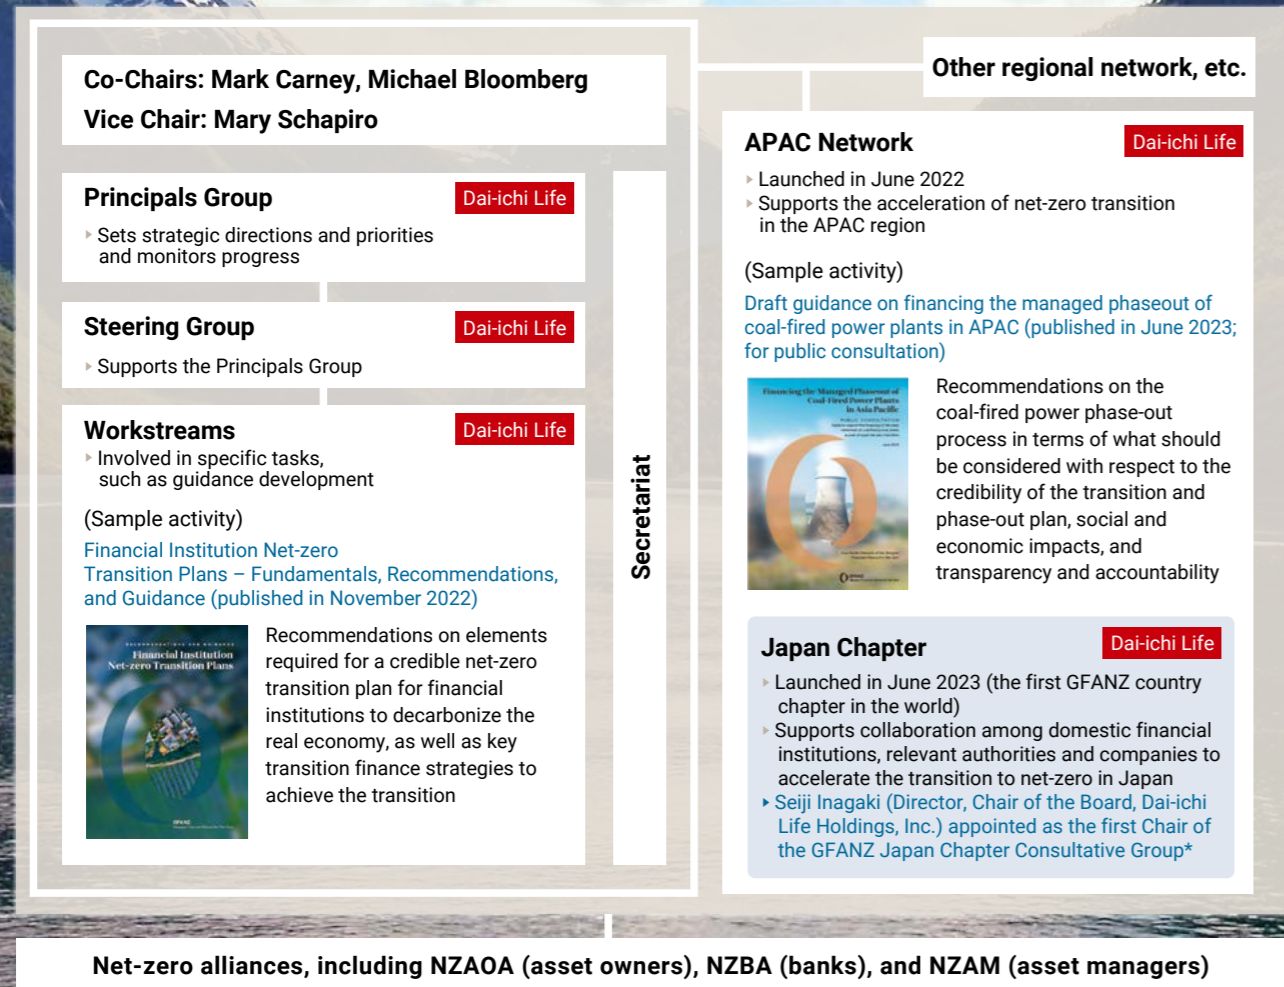 Co-Chairs: Mark Carney, Michael Bloomberg
Vice Chair: Mary Schapiro
Principals Group
Dai-ichi Life
Sets strategic directions and priorities
and monitors progress
Steering Group
Dai-ichi Life
Supports the Principals Group
Workstreams
Dai-ichi Life
Involved in specific tasks,
such as guidance development
(Sample activity)
Financial Institution Net-zero
Transition Plans – Fundamentals, Recommendations,
and Guidance (published in November 2022)
RECOMMENDATIONS AND GUIDANCE
Financial Institution
Net-zero Transition Plans
GFANZ
Recommendations on elements
required for a credible net-zero
transition plan for financial
institutions to decarbonize the
real economy, as well as key
transition finance strategies to
achieve the transition
Secretariat
Other regional network, etc.
APAC Network
Dai-ichi Life
Launched in June 2022
Supports the acceleration of net-zero transition
in the APAC region
(Sample activity)
Draft guidance on financing the managed phaseout of
coal-fired power plants in APAC (published in June 2023;
for public consultation)
Financing the Managed Phaseout of
Coal-Fired Power Plants
in Asia Pacific
PUBLIC CONSULTATION
June 2023
GFANZ
Recommendations on the
coal-fired power phase-out
process in terms of what should
be considered with respect to the
credibility of the transition and
phase-out plan, social and
economic impacts, and
transparency and accountability
Japan Chapter
Dai-ichi Life
Launched in June 2023 (the first GFANZ country
chapter in the world)
Supports collaboration among domestic financial
institutions, relevant authorities and companies to
accelerate the transition to net-zero in Japan
Seiji Inagaki (Director, Chair of the Board, Dai-ichi
Life Holdings, Inc.) appointed as the first Chair of
the GFANZ Japan Chapter Consultative Group*
Net-zero alliances, including NZAOA (asset owners), NZBA (banks), and NZAM (asset managers)